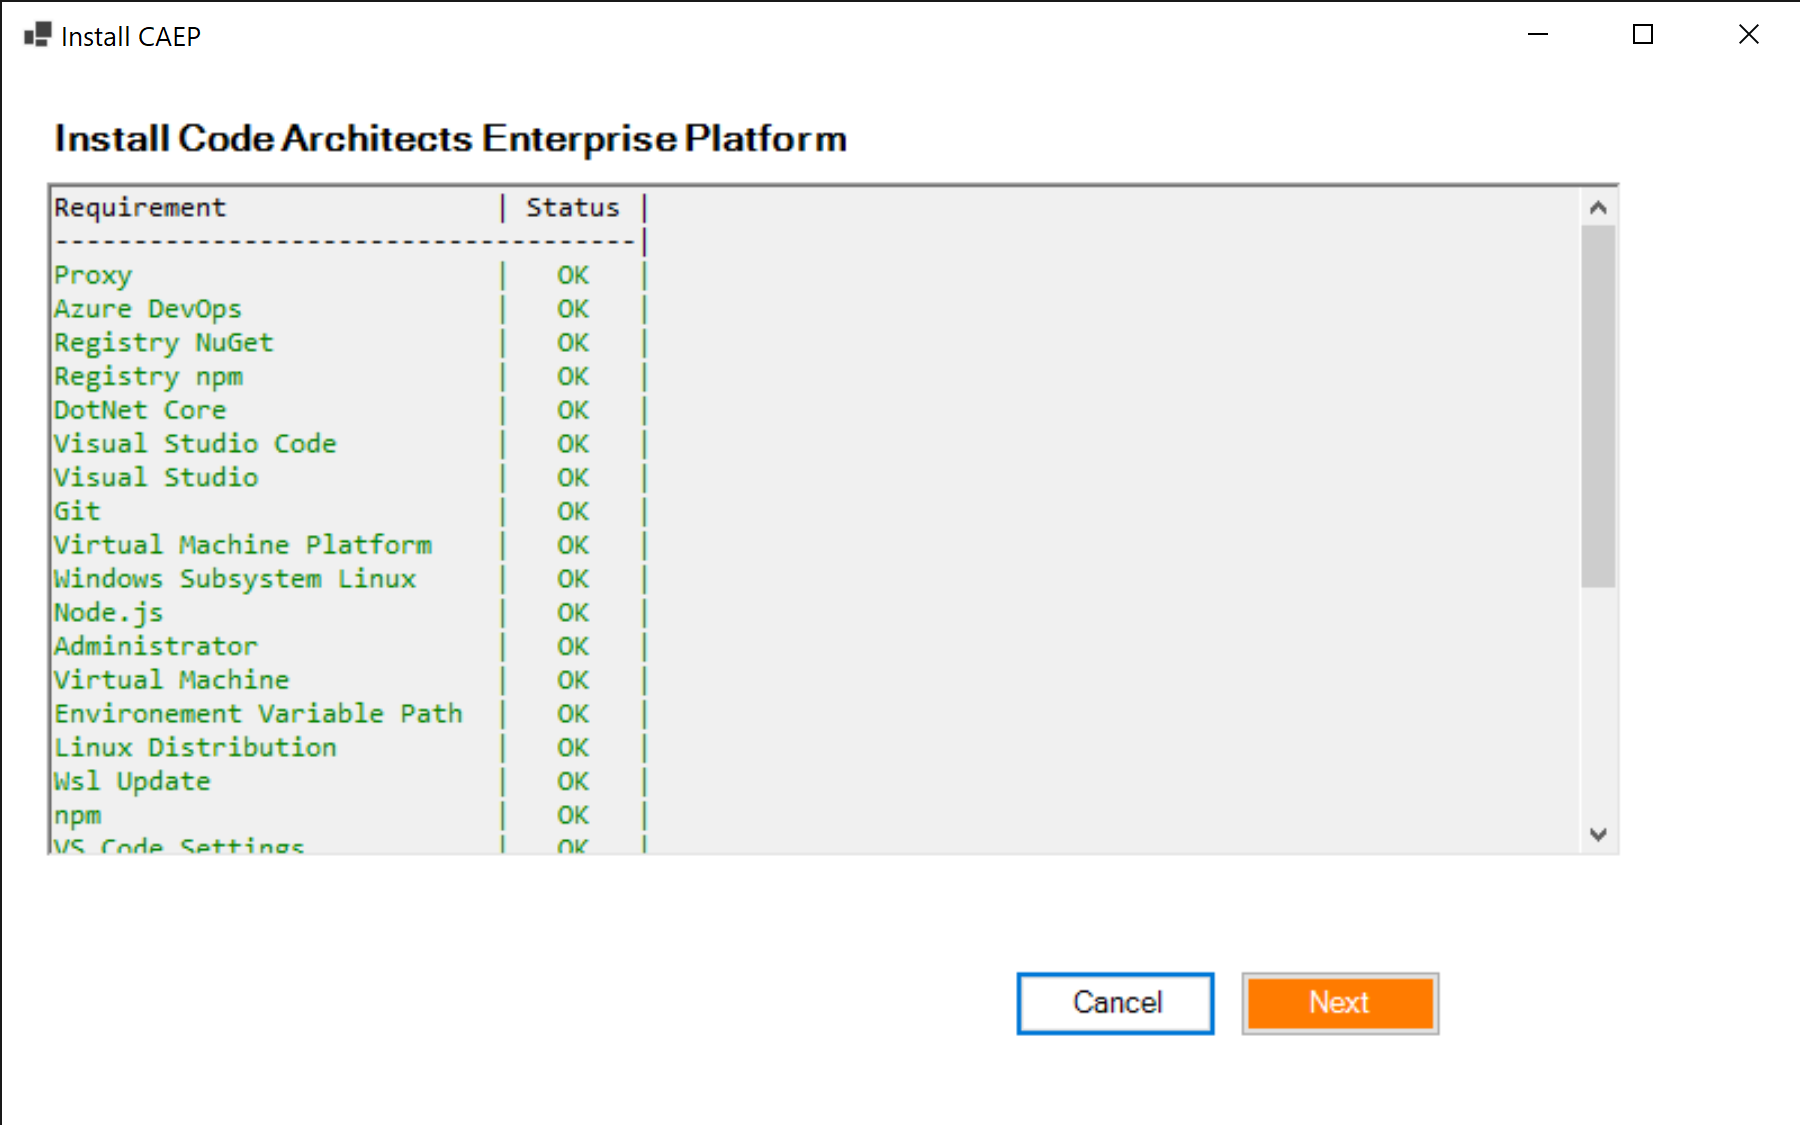 Install CAEP
Install Code Architects Enterprise Platform
Requirement | Status |
-------------------------------------|
Proxy | OK |
Azure DevOps | OK |
Registry NuGet | OK |
Registry npm | OK |
DotNet Core | OK |
Visual Studio Code | OK |
Visual Studio | OK |
Git | OK |
Virtual Machine Platform | OK |
Windows Subsystem Linux | OK |
Node.js | OK |
Administrator | OK |
Virtual Machine | OK |
Environement Variable Path | OK |
Linux Distribution | OK |
Wsl Update | OK |
npm | OK |
VS Code Settings | OK |
Cancel Next